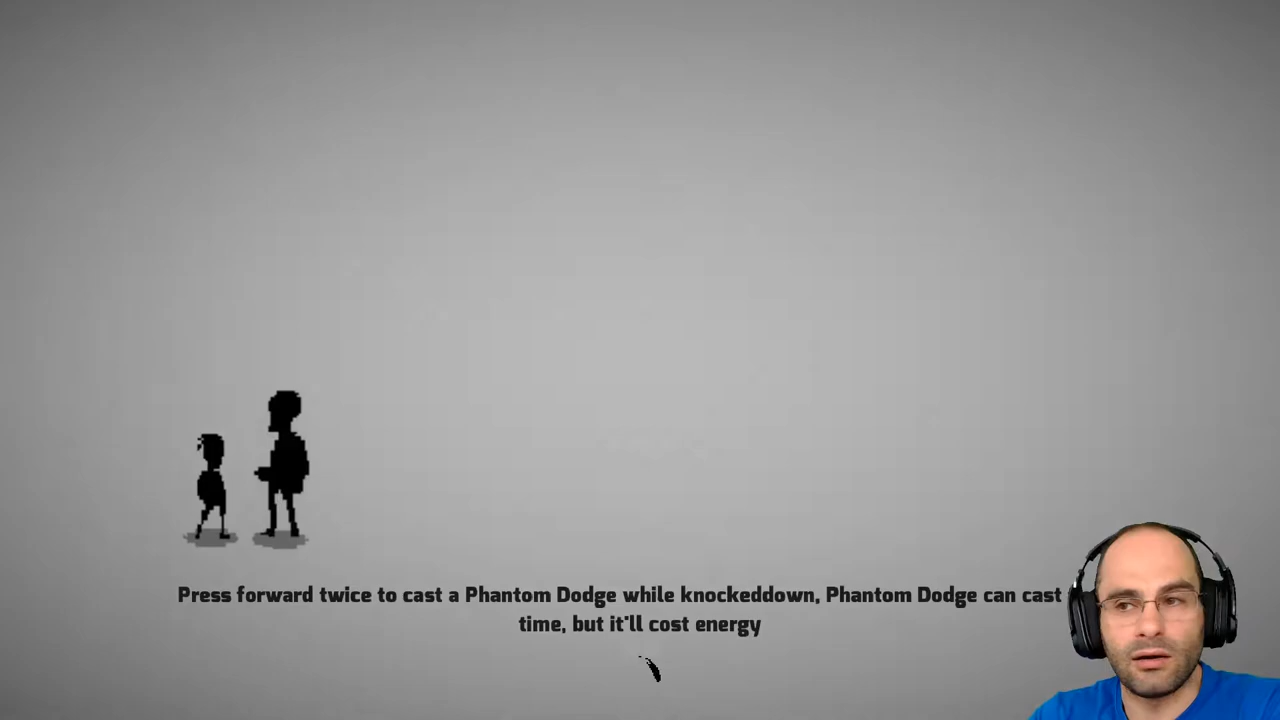 Press forward twice to cast a Phantom Dodge while knockeddown, Phantom Dodge can cast
time, but it'll cost energy